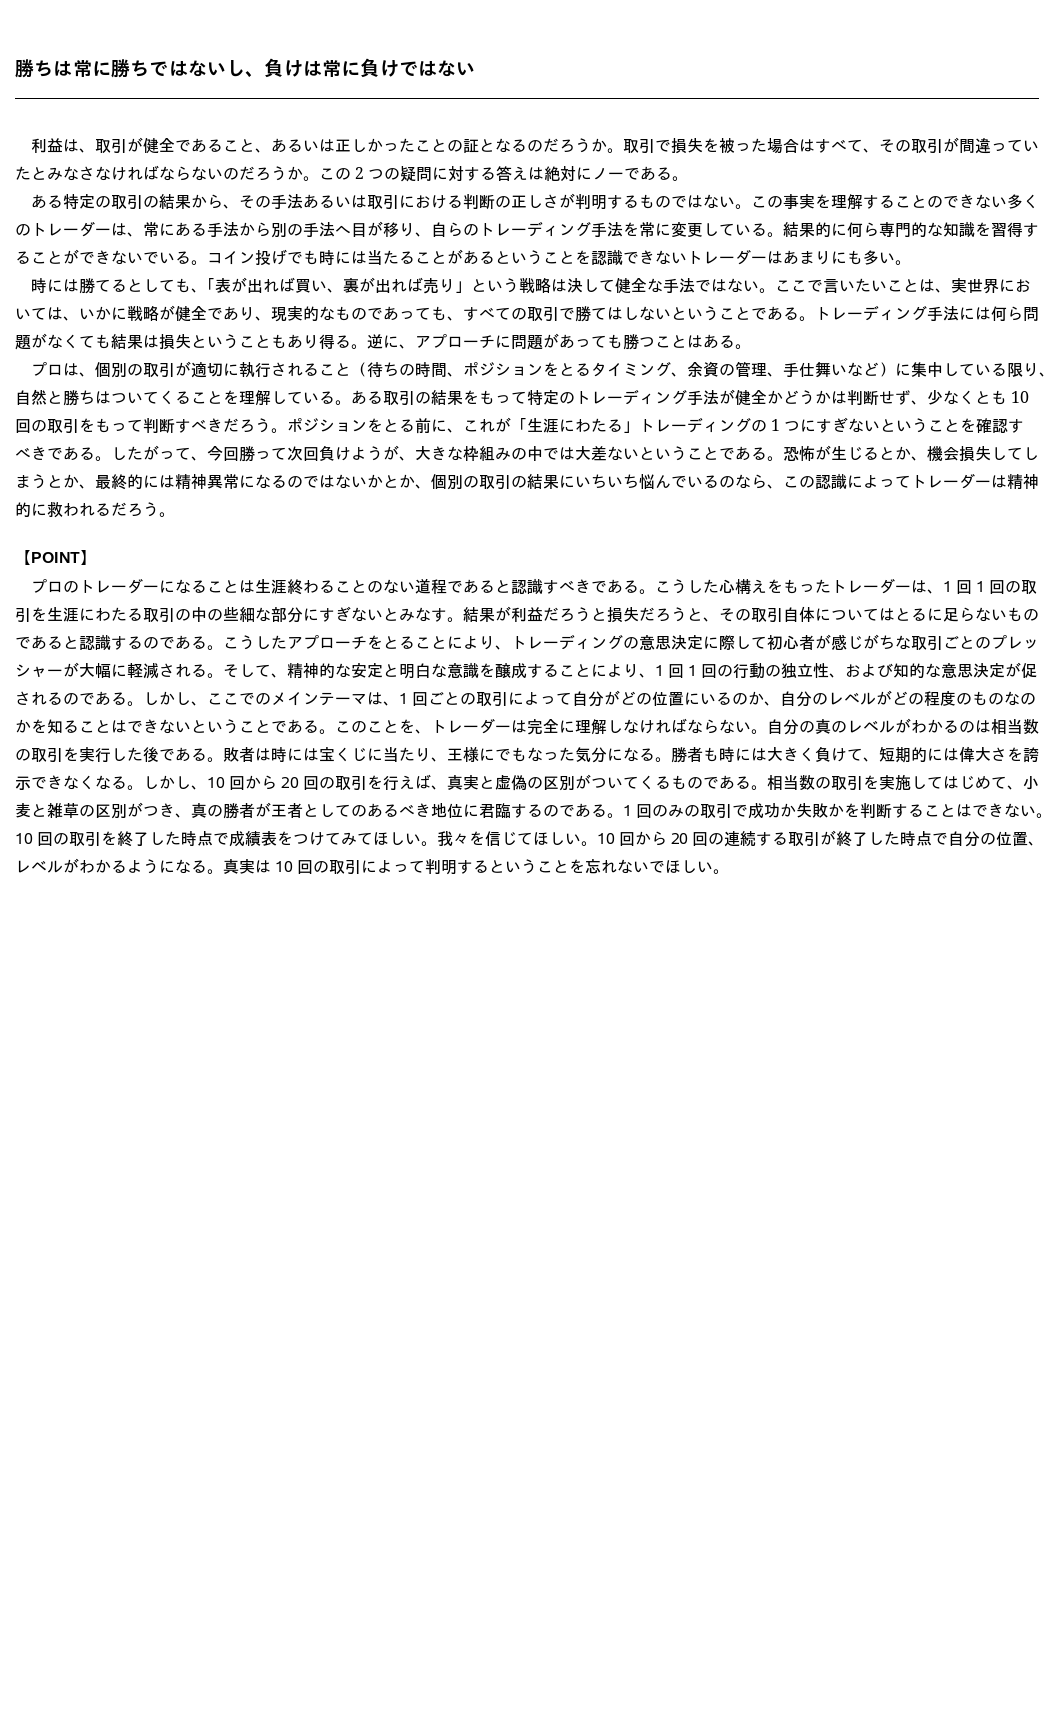 勝ちは常に勝ちではないし、負けは常に負けではない
　利益は、取引が健全であること、あるいは正しかったことの証となるのだろうか。取引で損失を被った場合はすべて、その取引が間違ってい
たとみなさなければならないのだろうか。この 2 つの疑問に対する答えは絶対にノーである。
　ある特定の取引の結果から、その手法あるいは取引における判断の正しさが判明するものではない。この事実を理解することのできない多く
のトレーダーは、常にある手法から別の手法へ目が移り、自らのトレーディング手法を常に変更している。結果的に何ら専門的な知識を習得す
ることができないでいる。コイン投げでも時には当たることがあるということを認識できないトレーダーはあまりにも多い。
　時には勝てるとしても、「表が出れば買い、裏が出れば売り」という戦略は決して健全な手法ではない。ここで言いたいことは、実世界にお
いては、いかに戦略が健全であり、現実的なものであっても、すべての取引で勝てはしないということである。トレーディング手法には何ら問
題がなくても結果は損失ということもあり得る。逆に、アプローチに問題があっても勝つことはある。
　プロは、個別の取引が適切に執行されること（待ちの時間、ポジションをとるタイミング、余資の管理、手仕舞いなど）に集中している限り、
自然と勝ちはついてくることを理解している。ある取引の結果をもって特定のトレーディング手法が健全かどうかは判断せず、少なくとも 10
回の取引をもって判断すべきだろう。ポジションをとる前に、これが「生涯にわたる」トレーディングの 1 つにすぎないということを確認す
べきである。したがって、今回勝って次回負けようが、大きな枠組みの中では大差ないということである。恐怖が生じるとか、機会損失してし
まうとか、最終的には精神異常になるのではないかとか、個別の取引の結果にいちいち悩んでいるのなら、この認識によってトレーダーは精神
的に救われるだろう。
【POINT】
　プロのトレーダーになることは生涯終わることのない道程であると認識すべきである。こうした心構えをもったトレーダーは、1 回 1 回の取
引を生涯にわたる取引の中の些細な部分にすぎないとみなす。結果が利益だろうと損失だろうと、その取引自体についてはとるに足らないもの
であると認識するのである。こうしたアプローチをとることにより、トレーディングの意思決定に際して初心者が感じがちな取引ごとのプレッ
シャーが大幅に軽減される。そして、精神的な安定と明白な意識を醸成することにより、1 回 1 回の行動の独立性、および知的な意思決定が促
されるのである。しかし、ここでのメインテーマは、1 回ごとの取引によって自分がどの位置にいるのか、自分のレベルがどの程度のものなの
かを知ることはできないということである。このことを、トレーダーは完全に理解しなければならない。自分の真のレベルがわかるのは相当数
の取引を実行した後である。敗者は時には宝くじに当たり、王様にでもなった気分になる。勝者も時には大きく負けて、短期的には偉大さを誇
示できなくなる。しかし、10 回から 20 回の取引を行えば、真実と虚偽の区別がついてくるものである。相当数の取引を実施してはじめて、小
麦と雑草の区別がつき、真の勝者が王者としてのあるべき地位に君臨するのである。1 回のみの取引で成功か失敗かを判断することはできない。
10 回の取引を終了した時点で成績表をつけてみてほしい。我々を信じてほしい。10 回から 20 回の連続する取引が終了した時点で自分の位置、
レベルがわかるようになる。真実は 10 回の取引によって判明するということを忘れないでほしい。